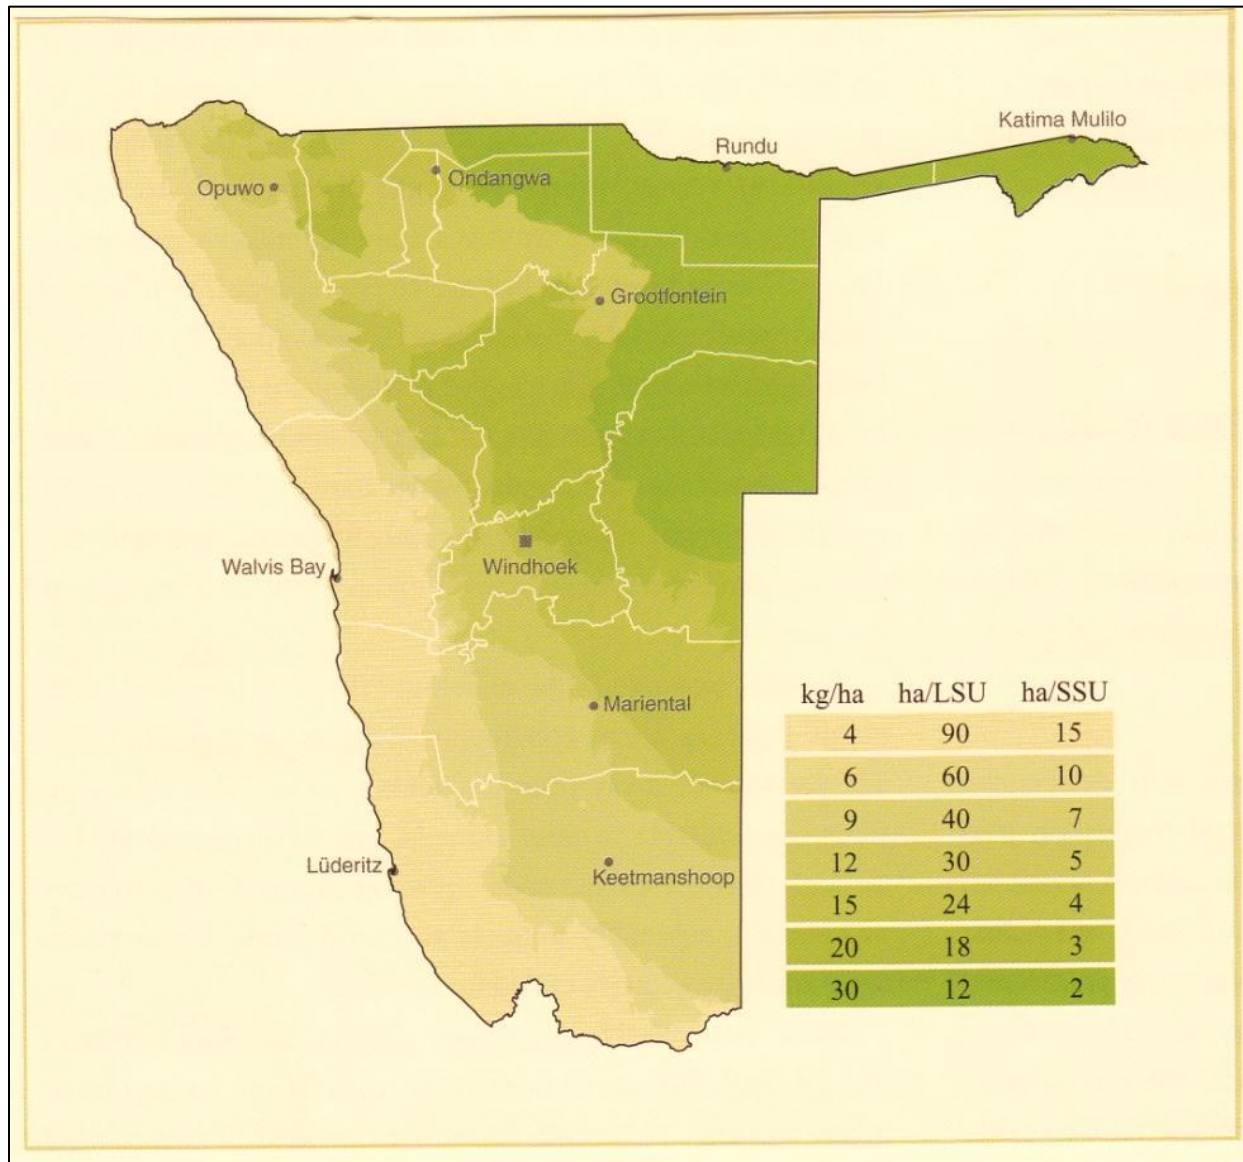 Katima Mulilo
Rundu
Opuwo
Ondangwa
Grootfontein
Walvis Bay
Windhoek
Mariental
Lüderitz
Keetmanshoop
kg/ha ha/LSU ha/SSU
4 90 15
6 60 10
9 40 7
12 30 5
15 24 4
20 18 3
30 12 2